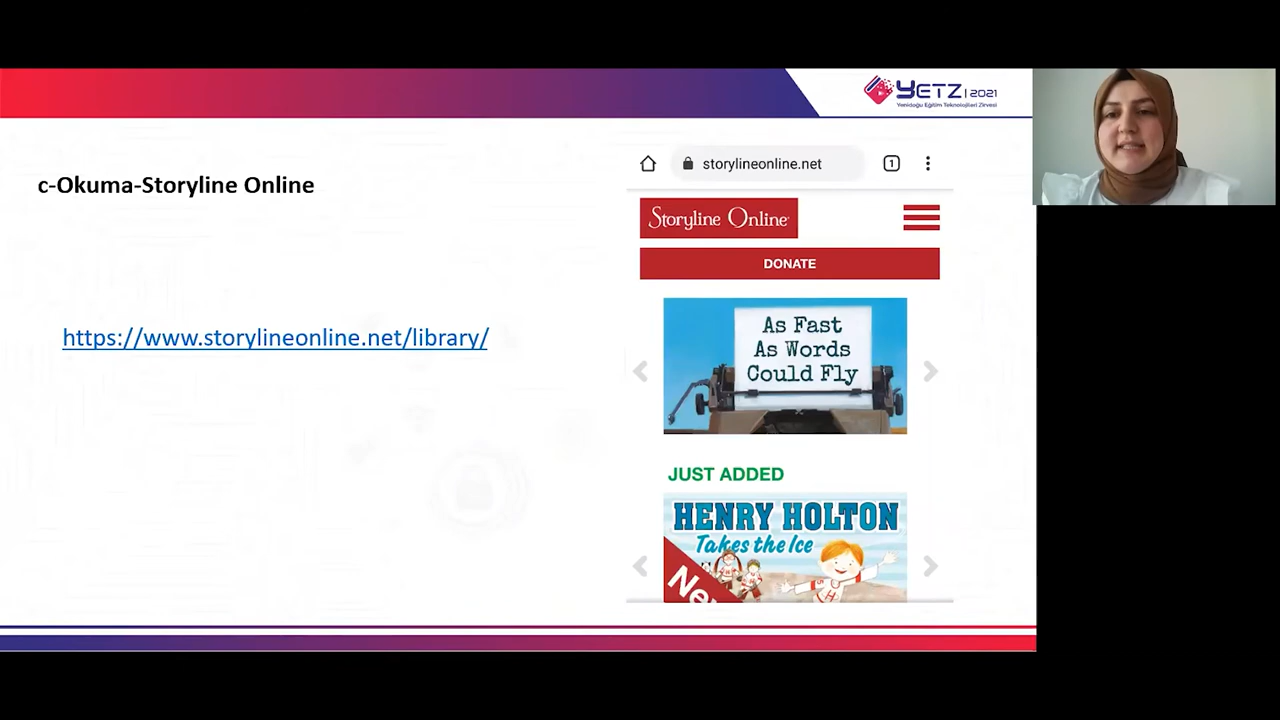 YETZ | 2021
Yenidoğu Eğitim Teknolojileri Zirvesi
c-Okuma-Storyline Online
https://www.storylineonline.net/library/
storylineonline.net
1
Storyline Online
DONATE
As Fast
As Words
Could Fly
JUST ADDED
HENRY HOLTON
Takes the Ice